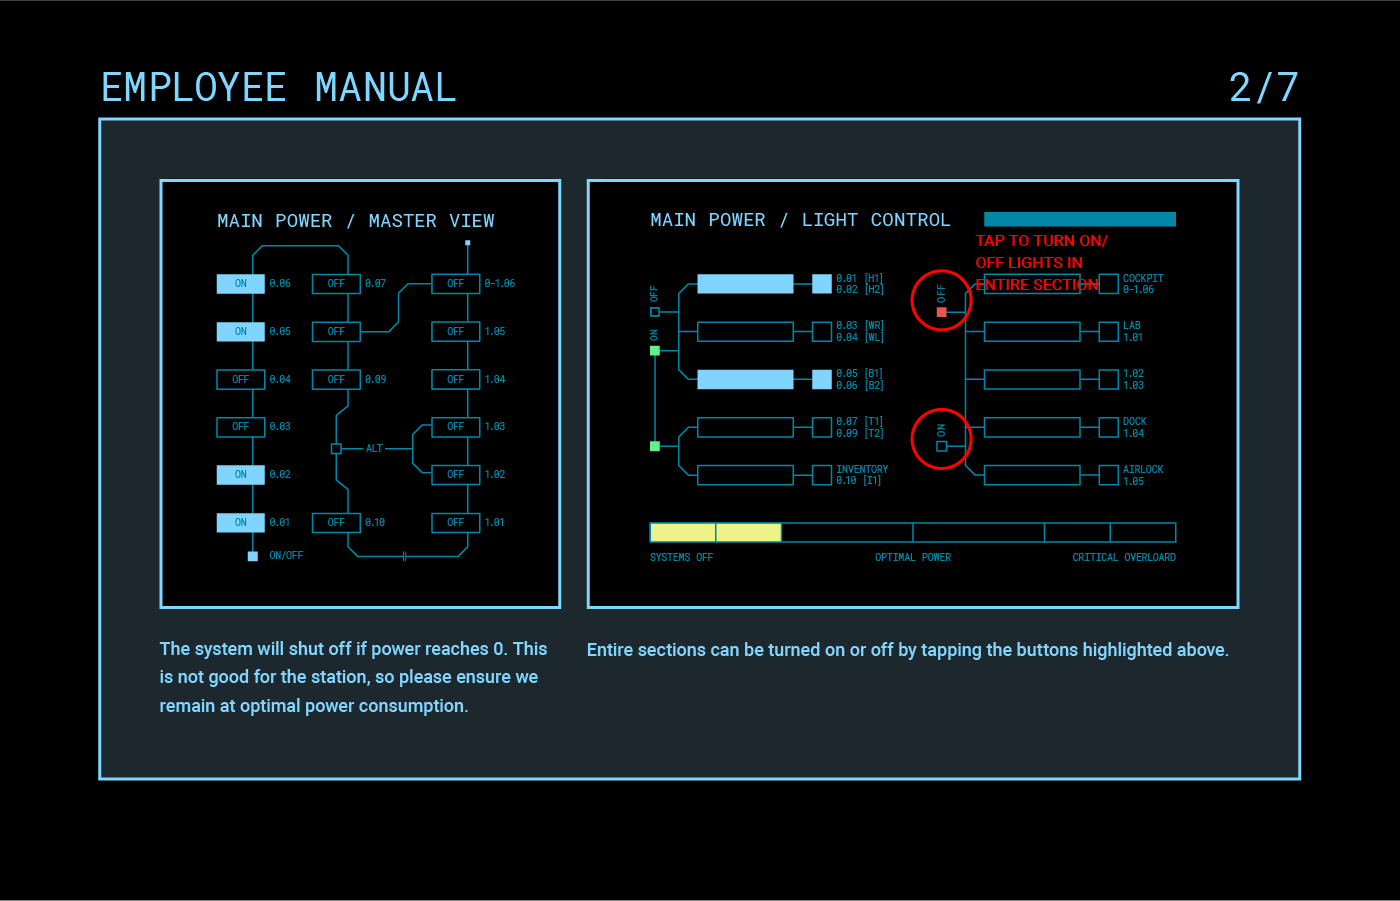 EMPLOYEE MANUAL 2/7
MAIN POWER / MASTER VIEW
ON 0.06 OFF 0.07 OFF 0-1.06
ON 0.05 OFF OFF 1.05
OFF 0.04 OFF 0.09 OFF 1.04
OFF 0.03 OFF 1.03
ALT
ON 0.02 OFF 1.02
ON 0.01 OFF 0.10 OFF 1.01
ON/OFF
MAIN POWER / LIGHT CONTROL
TAP TO TURN ON/
OFF LIGHTS IN
ENTIRE SECTION
OFF
ON
0.01 [H1]
0.02 [H2]
0.03 [WR]
0.04 [WL]
0.05 [B1]
0.06 [B2]
0.07 [T1]
0.09 [T2]
INVENTORY
0.10 [I1]
OFF
ON
COCKPIT
0-1.06
LAB
1.01
1.02
1.03
DOCK
1.04
AIRLOCK
1.05
SYSTEMS OFF OPTIMAL POWER CRITICAL OVERLOARD
The system will shut off if power reaches 0. This
is not good for the station, so please ensure we
remain at optimal power consumption.
Entire sections can be turned on or off by tapping the buttons highlighted above.